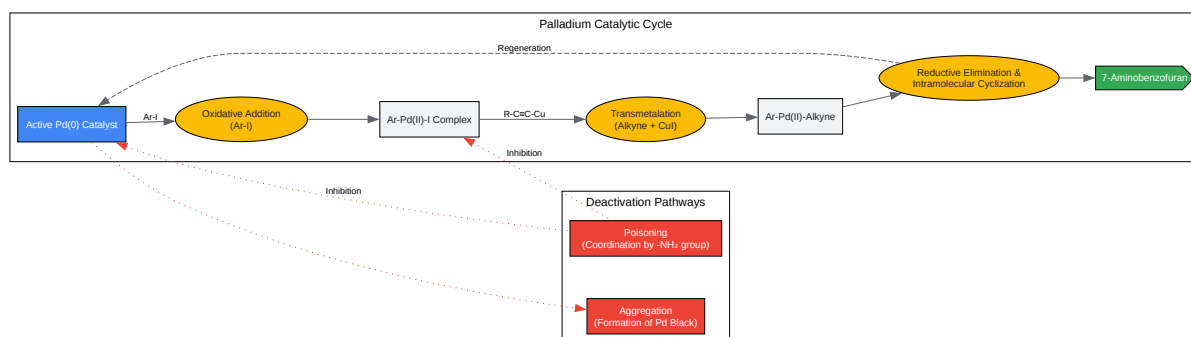 Palladium Catalytic Cycle
Regeneration
Reductive Elimination &
Intramolecular Cyclization
7-Aminobenzofuran
Active Pd(0) Catalyst
Ar-I
Oxidative Addition
(Ar-I)
Ar-Pd(II)-I Complex
R-C≡C-Cu
Transmetalation
(Alkyne + CuI)
Ar-Pd(II)-Alkyne
Inhibition
Inhibition
Deactivation Pathways
Poisoning
(Coordination by -NH₂ group)
Aggregation
(Formation of Pd Black)